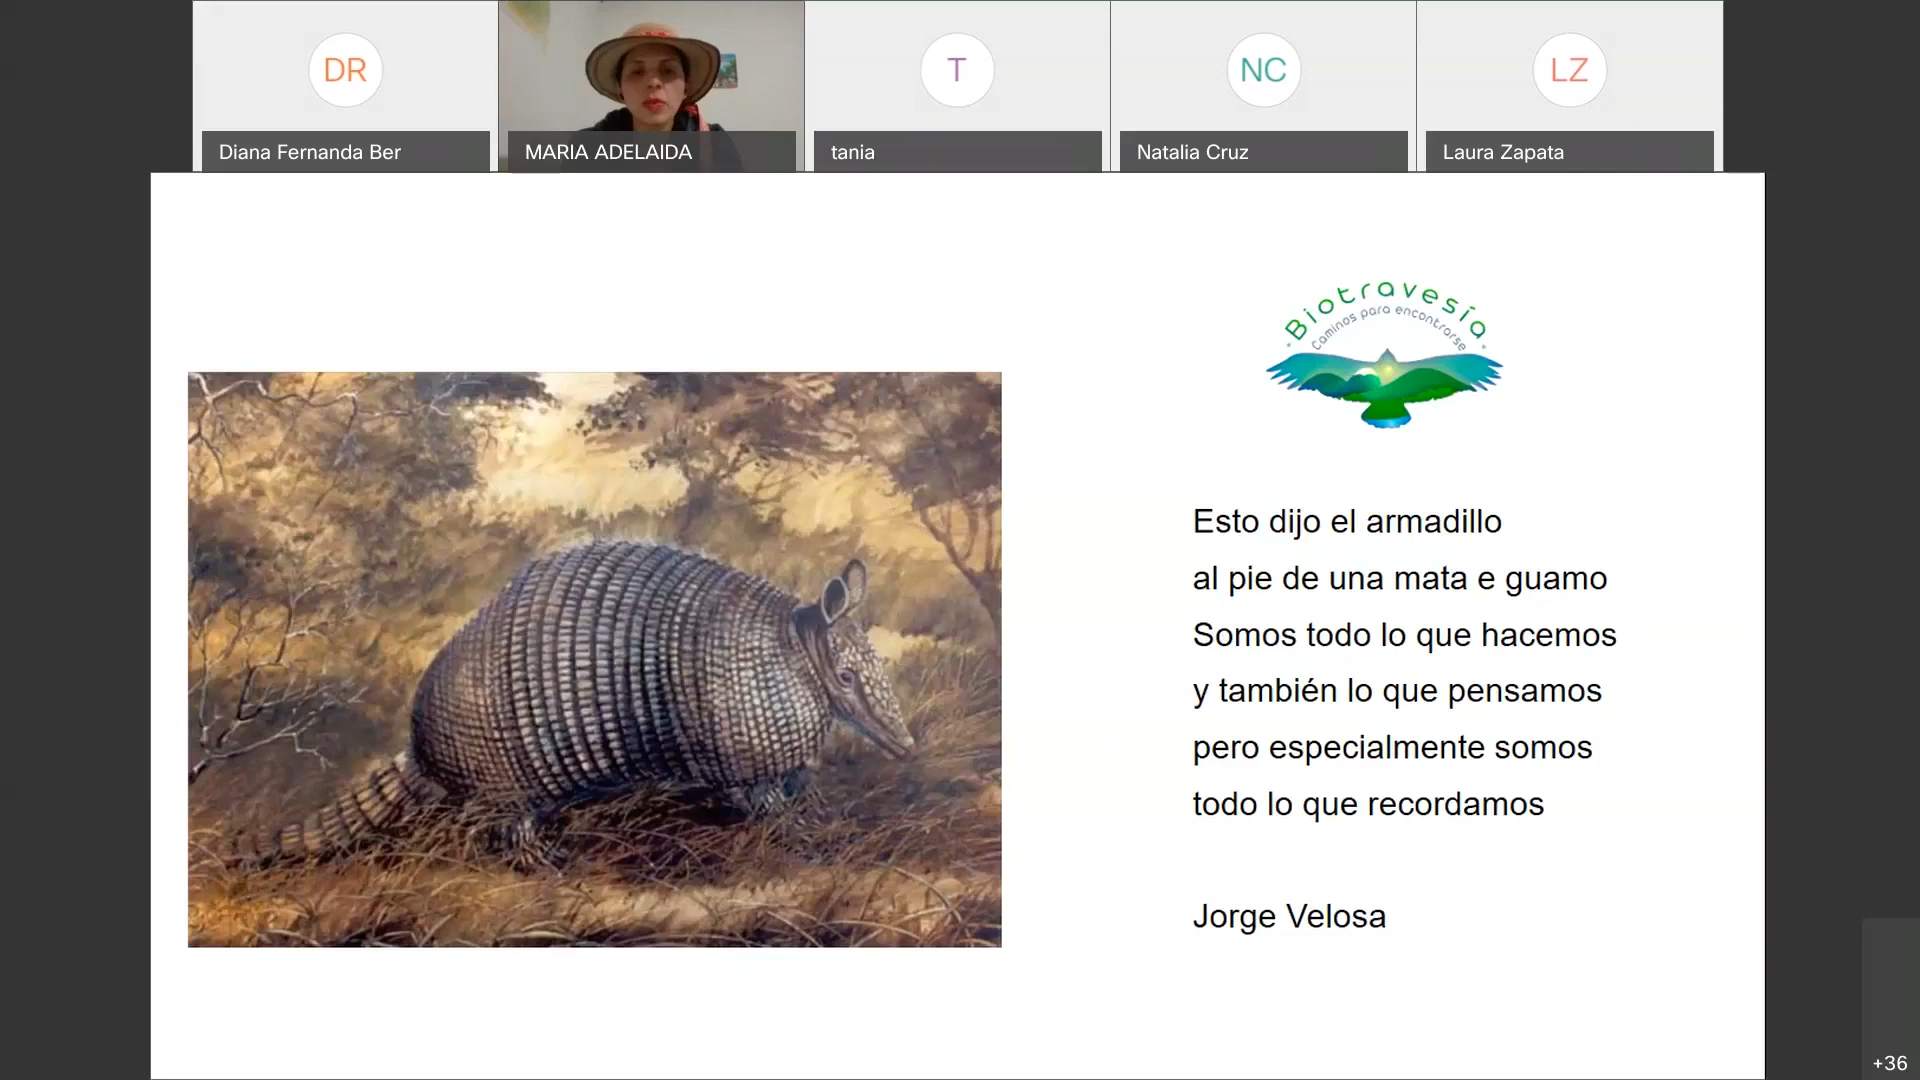 DR
T
NC
LZ
Diana Fernanda Ber
MARIA ADELAIDA
tania
Natalia Cruz
Laura Zapata
Biotravesía
Caminos para encontrarse
Esto dijo el armadillo
al pie de una mata e guamo
Somos todo lo que hacemos
y también lo que pensamos
pero especialmente somos
todo lo que recordamos
Jorge Velosa
+36